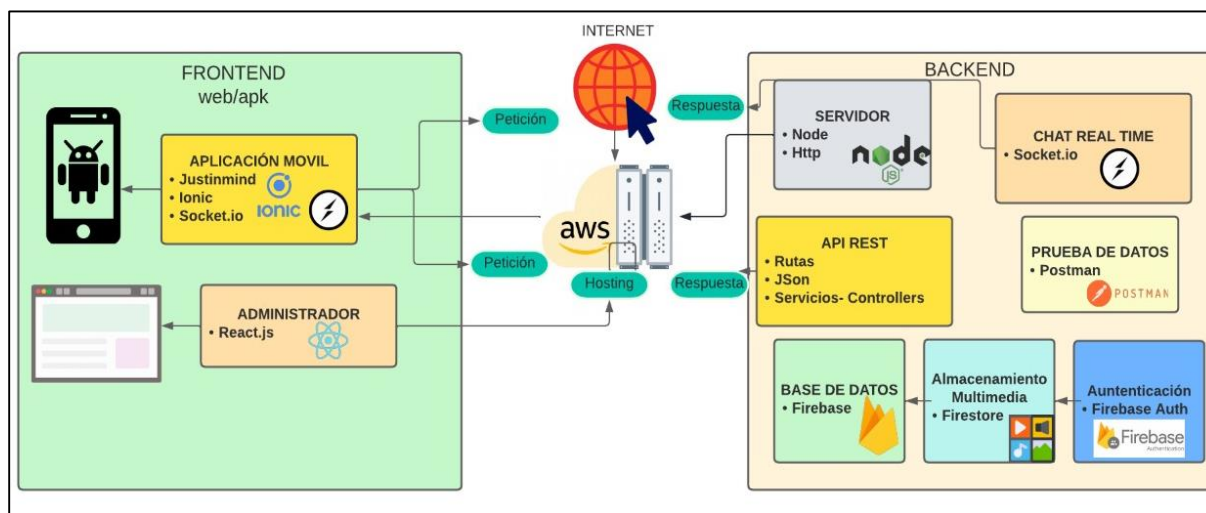 INTERNET
FRONTEND
web/apk
APLICACIÓN MOVIL
• Justinmind
• Ionic
• Socket.io
IONIC
ADMINISTRADOR
• React.js
Petición
Petición
aws
Hosting
Respuesta
Respuesta
BACKEND
SERVIDOR
• Node
• Http
node
JS
CHAT REAL TIME
• Socket.io
API REST
• Rutas
• JSon
• Servicios- Controllers
PRUEBA DE DATOS
• Postman
POSTMAN
BASE DE DATOS
• Firebase
Almacenamiento
Multimedia
• Firestore
Auntenticación
• Firebase Auth
Firebase
Authentication